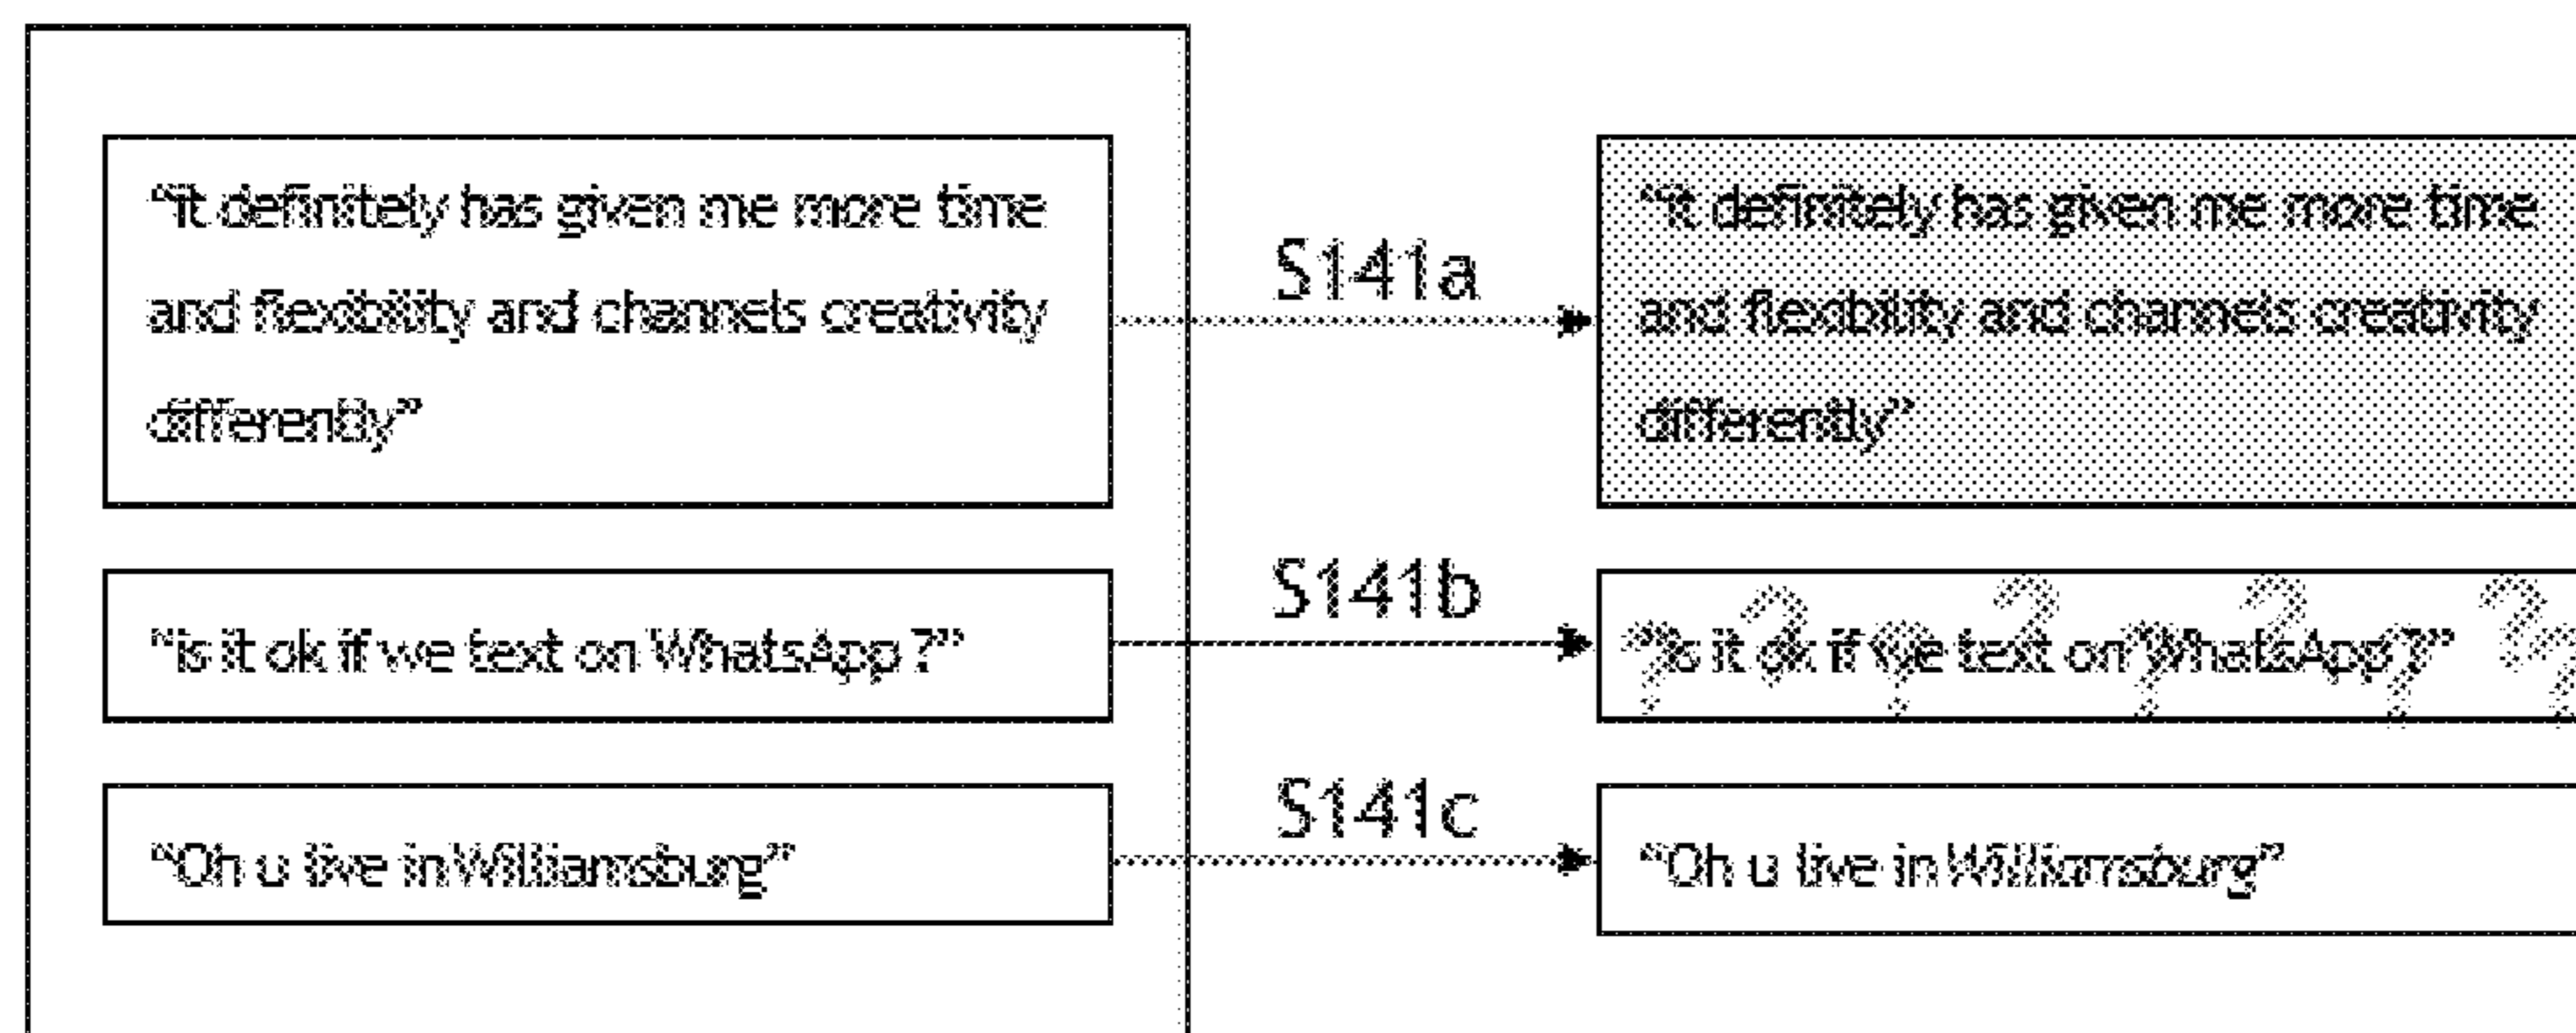 “it definitely has given me more time
and flexibility and channels creativity
differently”
S141a
“it definitely has given me more time
and flexibility and channels creativity
differently”
“is it ok if we text on WhatsApp ?”
S141b
“is it ok if we text on WhatsApp ?”
? ? ? ? ? ? ? ?
“Oh u live in Williamsburg”
S141c
“Oh u live in Williamsburg”